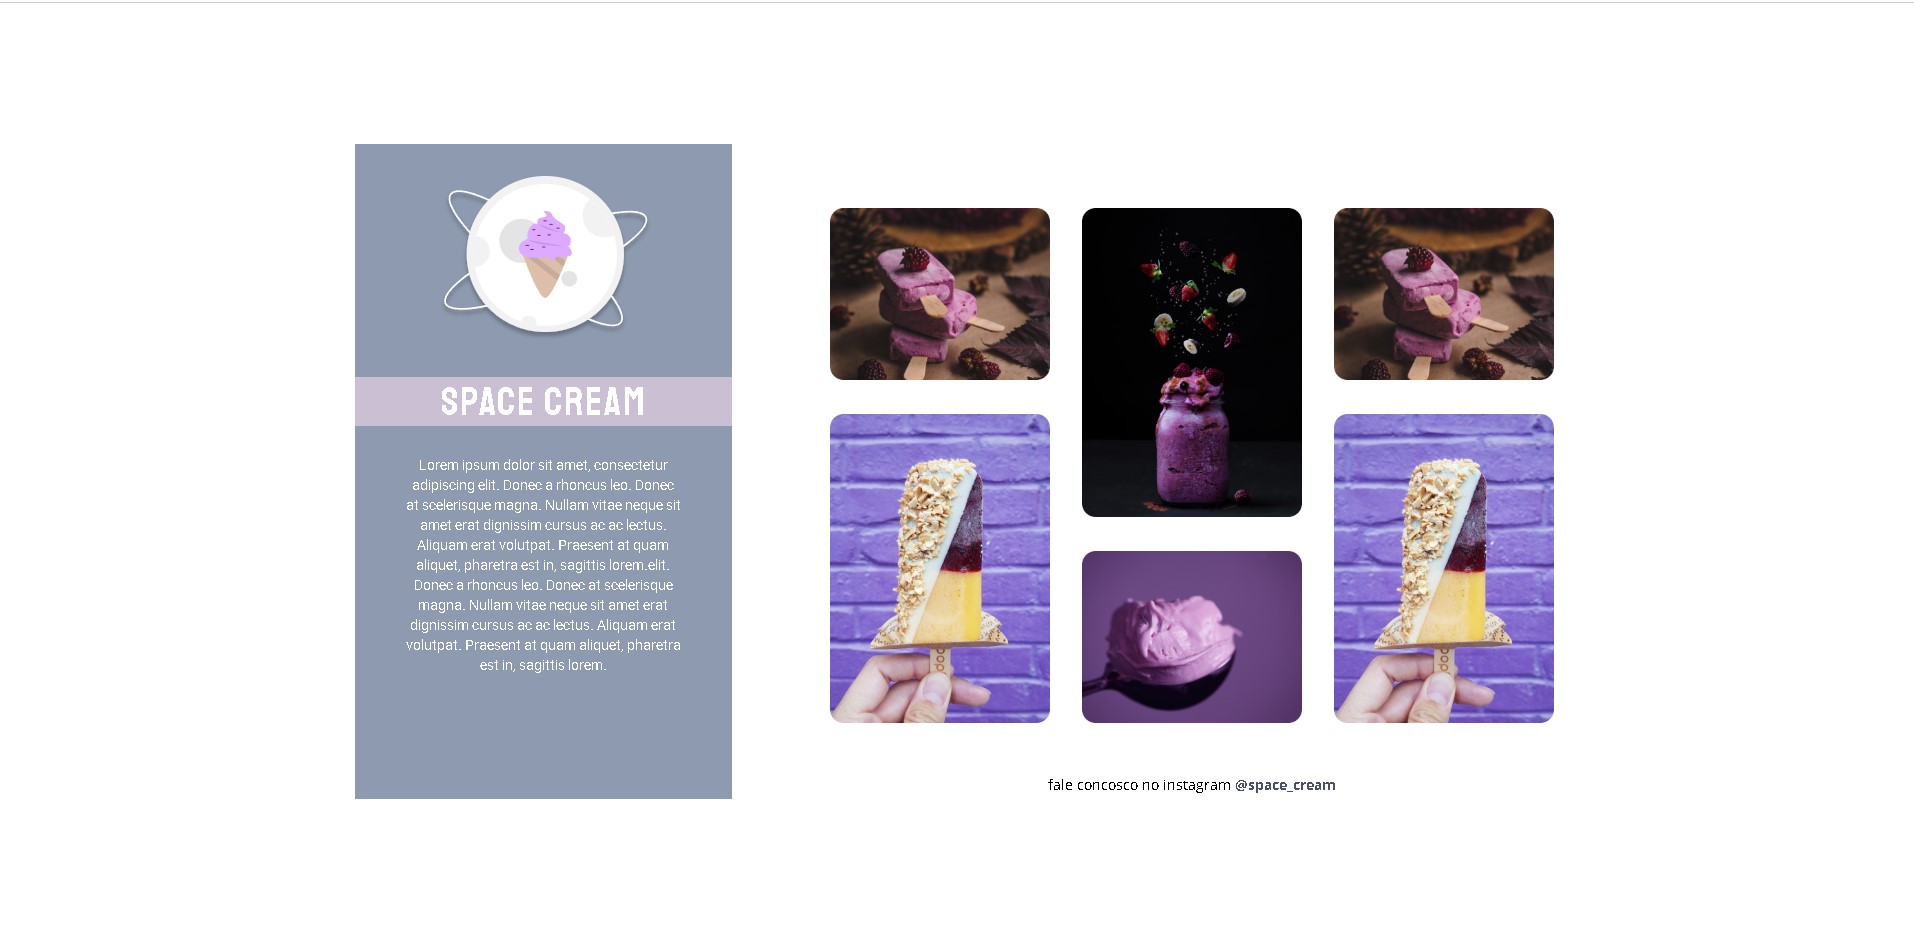 SPACE CREAM
Lorem ipsum dolor sit amet, consectetur
adipiscing elit. Donec a rhoncus leo. Donec
at scelerisque magna. Nullam vitae neque sit
amet erat dignissim cursus ac ac lectus.
Aliquam erat volutpat. Praesent at quam
aliquet, pharetra est in, sagittis lorem.elit.
Donec a rhoncus leo. Donec at scelerisque
magna. Nullam vitae neque sit amet erat
dignissim cursus ac ac lectus. Aliquam erat
volutpat. Praesent at quam aliquet, pharetra
est in, sagittis lorem.
fale concosco no instagram @space_cream